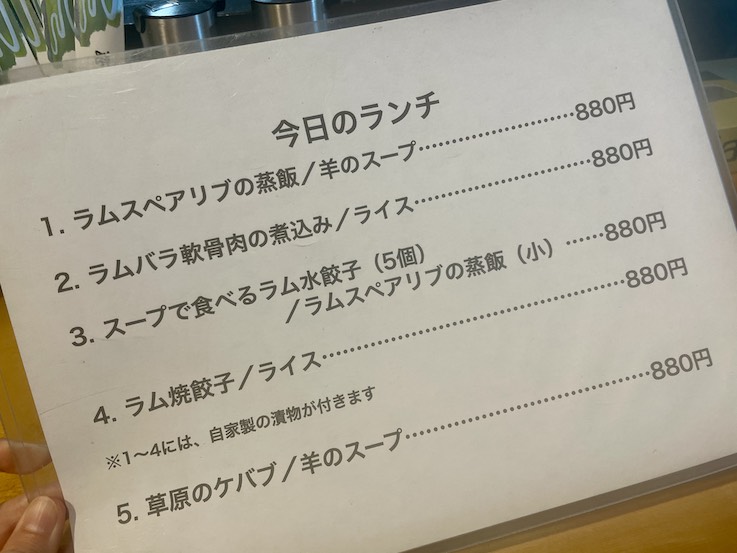 今日のランチ
1. ラムスペアリブの蒸飯／羊のスープ……………………880円
2. ラムバラ軟骨肉の煮込み／ライス……………………880円
3. スープで食べるラム水餃子（5個）
／ラムスペアリブの蒸飯（小）……880円
4. ラム焼餃子／ライス……………………………………880円
※1〜4には、自家製の漬物が付きます
5. 草原のケバブ／羊のスープ……………………………880円